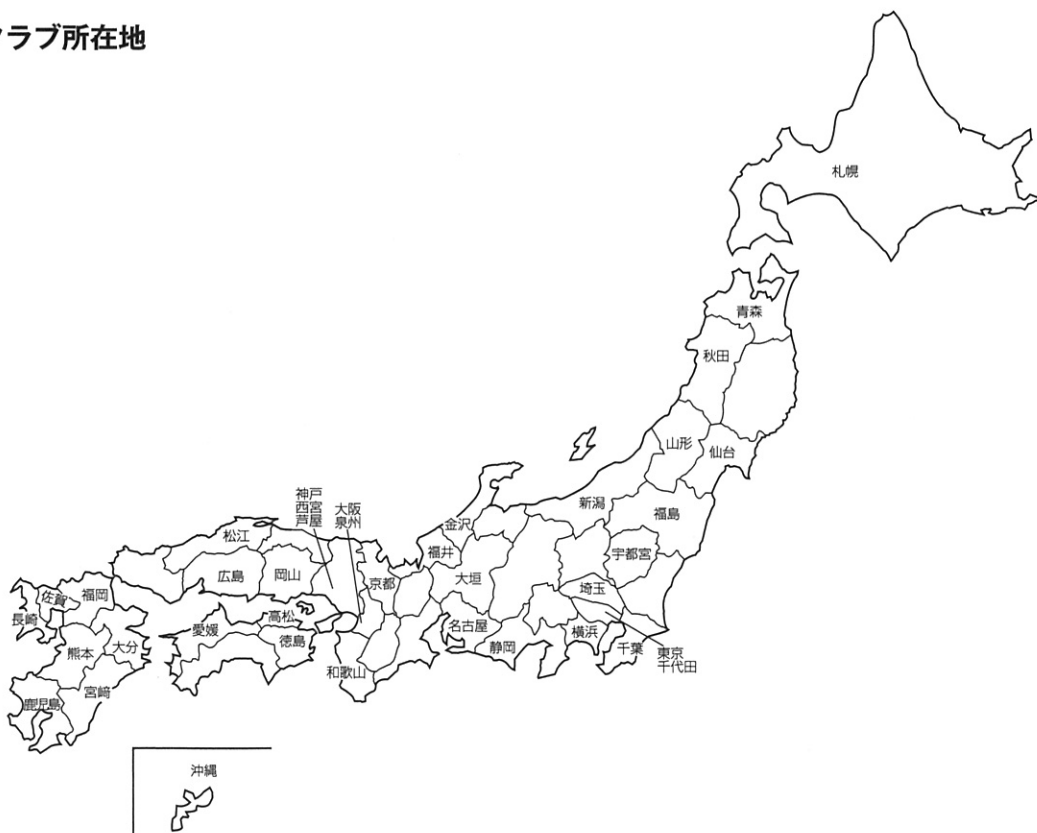 ラブ所在地
札幌
青森
秋田
山形
仙台
新潟
福島
金沢
福井
宇都宮
大垣
埼玉
名古屋
静岡
横浜
千葉
東京
千代田
神戸
西宮
芦屋
大阪
泉州
松江
広島
岡山
京都
高松
愛媛
徳島
和歌山
福岡
佐賀
長崎
熊本
大分
宮﨑
鹿児島
沖縄